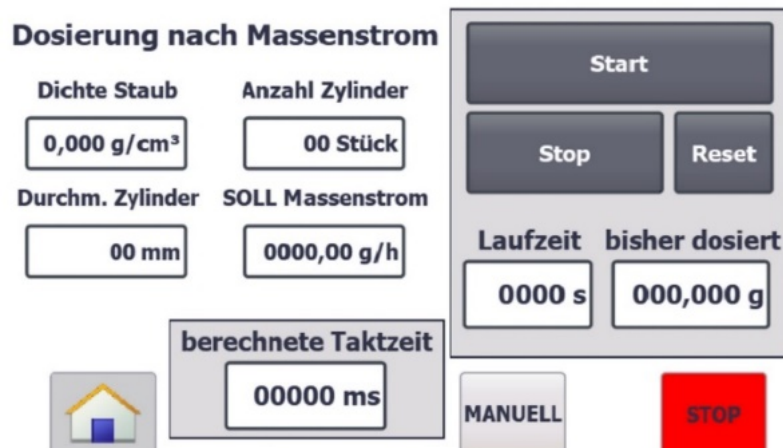 Dosierung nach Massenstrom
Dichte Staub
Anzahl Zylinder
0,000 g/cm³
00 Stück
Durchm. Zylinder
SOLL Massenstrom
00 mm
0000,00 g/h
berechnete Taktzeit
00000 ms
Start
Stop
Reset
Laufzeit
bisher dosiert
0000 s
000,000 g
MANUELL
STOP